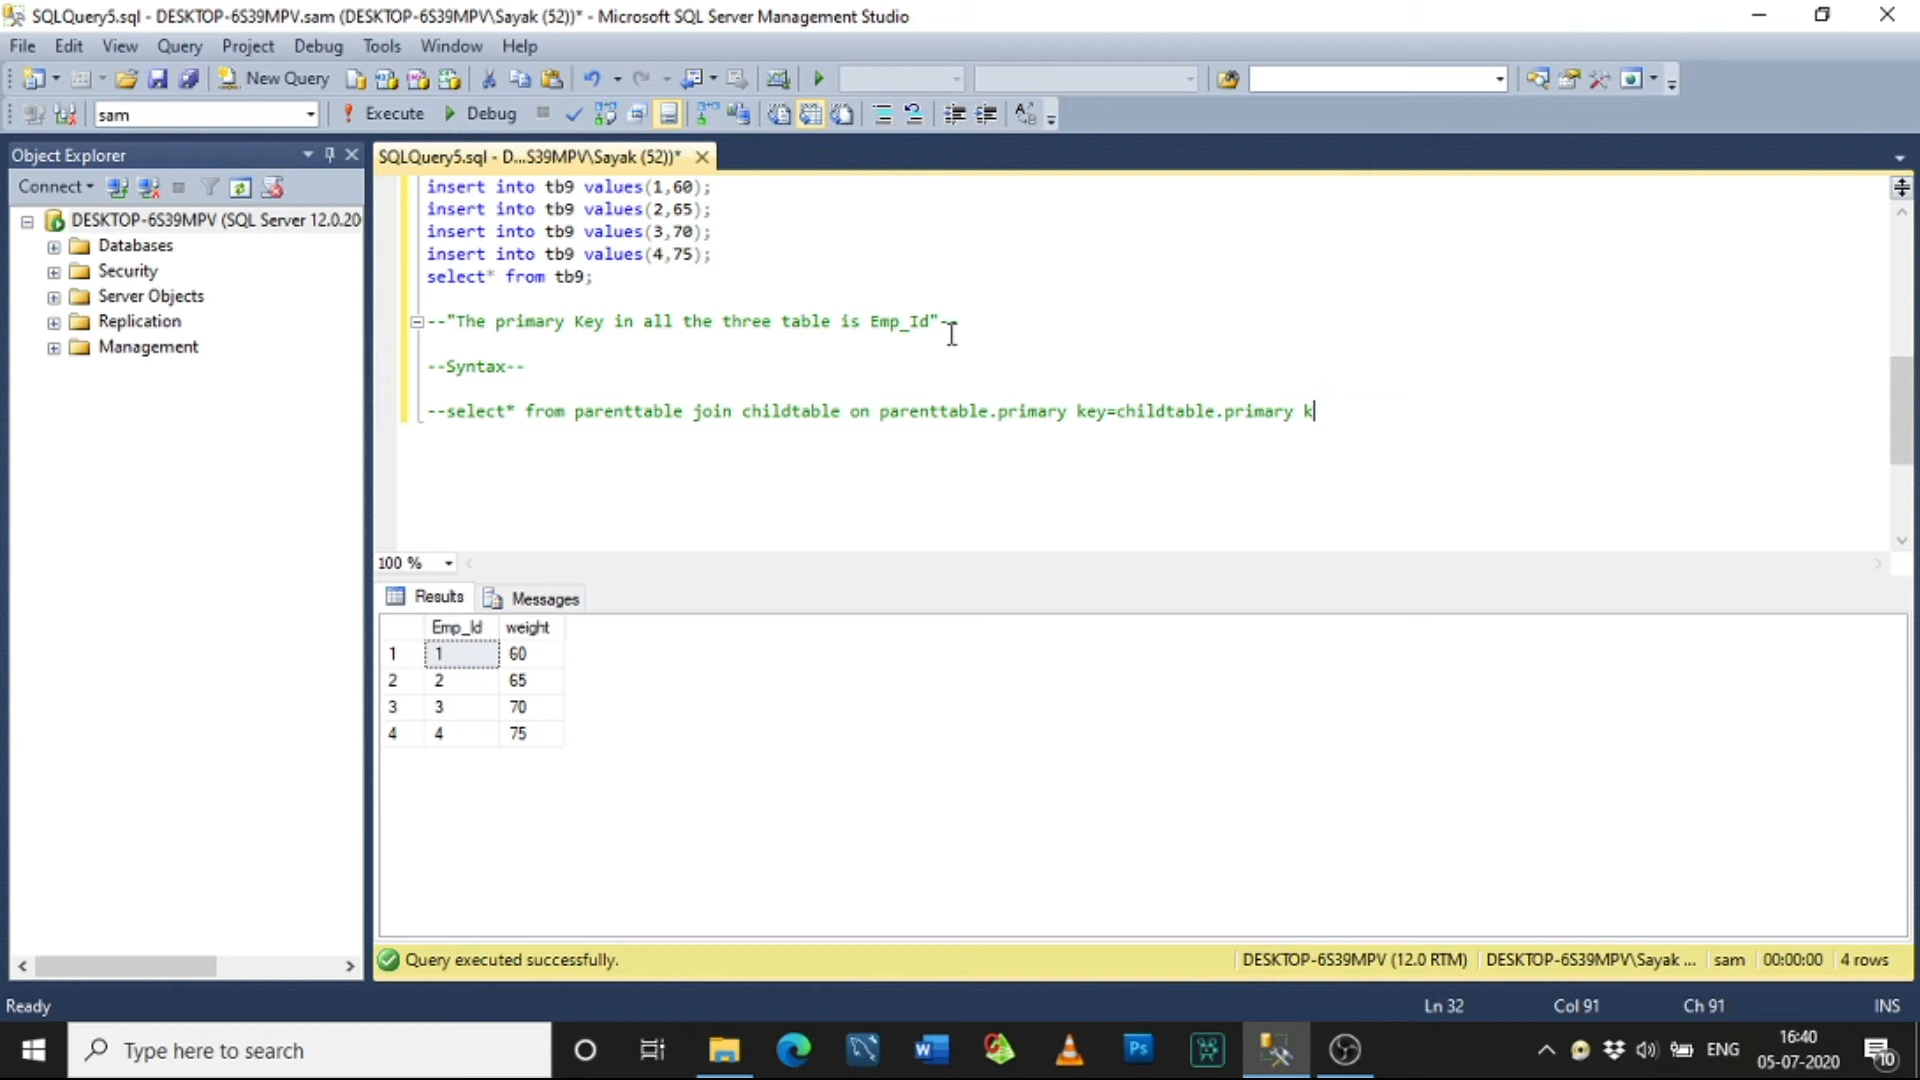 SQLQuery5.sql - DESKTOP-6S39MPV.sam (DESKTOP-6S39MPV\Sayak (52))* - Microsoft SQL Server Management Studio
File Edit View Query Project Debug Tools Window Help
New Query
sam Execute Debug
Object Explorer
SQLQuery5.sql - D...S39MPV\Sayak (52))*
Connect
DESKTOP-6S39MPV (SQL Server 12.0.20
Databases
Security
Server Objects
Replication
Management
insert into tb9 values(1,60);
insert into tb9 values(2,65);
insert into tb9 values(3,70);
insert into tb9 values(4,75);
select* from tb9;
--"The primary Key in all the three table is Emp_Id"--
--Syntax--
--select* from parenttable join childtable on parenttable.primary key=childtable.primary k
100 %
Results Messages
Emp_Id weight
1 1 60
2 2 65
3 3 70
4 4 75
Query executed successfully. DESKTOP-6S39MPV (12.0 RTM) DESKTOP-6S39MPV\Sayak ... sam 00:00:00 4 rows
Ready Ln 32 Col 91 Ch 91 INS
Type here to search
W Ps ENG 16:40
05-07-2020
10